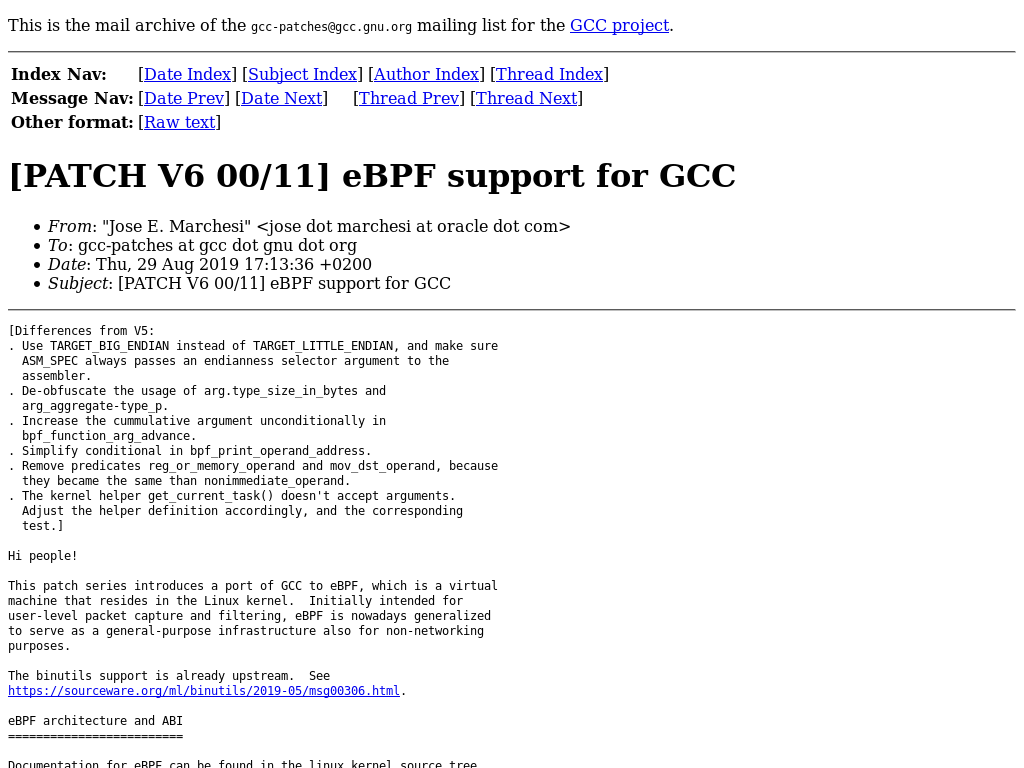 This is the mail archive of the gcc-patches@gcc.gnu.org mailing list for the GCC project.
Index Nav: [Date Index] [Subject Index] [Author Index] [Thread Index]
Message Nav: [Date Prev] [Date Next] [Thread Prev] [Thread Next]
Other format: [Raw text]
[PATCH V6 00/11] eBPF support for GCC
• From: "Jose E. Marchesi" <jose dot marchesi at oracle dot com>
• To: gcc-patches at gcc dot gnu dot org
• Date: Thu, 29 Aug 2019 17:13:36 +0200
• Subject: [PATCH V6 00/11] eBPF support for GCC
[Differences from V5:
. Use TARGET_BIG_ENDIAN instead of TARGET_LITTLE_ENDIAN, and make sure
  ASM_SPEC always passes an endianness selector argument to the
  assembler.
. De-obfuscate the usage of arg.type_size_in_bytes and
  arg_aggregate-type_p.
. Increase the cummulative argument unconditionally in
  bpf_function_arg_advance.
. Simplify conditional in bpf_print_operand_address.
. Remove predicates reg_or_memory_operand and mov_dst_operand, because
  they became the same than nonimmediate_operand.
. The kernel helper get_current_task() doesn't accept arguments.
  Adjust the helper definition accordingly, and the corresponding
  test.]
Hi people!
This patch series introduces a port of GCC to eBPF, which is a virtual
machine that resides in the Linux kernel.  Initially intended for
user-level packet capture and filtering, eBPF is nowadays generalized
to serve as a general-purpose infrastructure also for non-networking
purposes.
The binutils support is already upstream.  See
https://sourceware.org/ml/binutils/2019-05/msg00306.html.
eBPF architecture and ABI
=========================
Documentation for eBPF can be found in the linux kernel source tree,